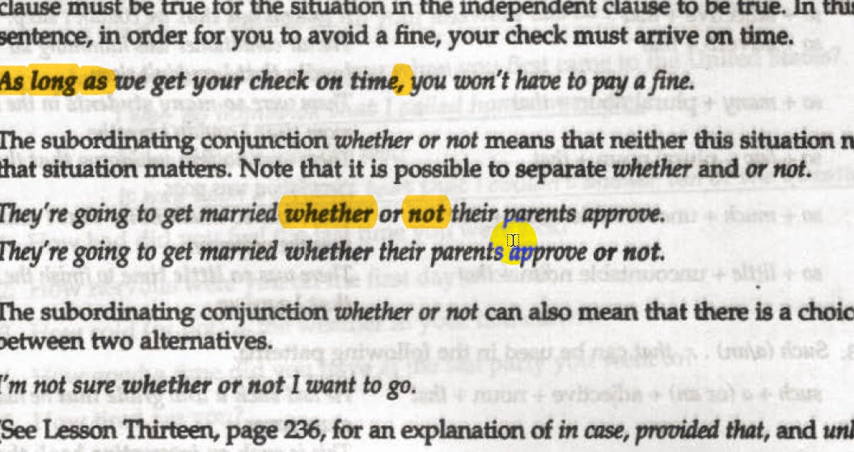 clause must be true for the situation in the independent clause to be true. In this
sentence, in order for you to avoid a fine, your check must arrive on time.
As long as we get your check on time, you won't have to pay a fine.
The subordinating conjunction whether or not means that neither this situation n
that situation matters. Note that it is possible to separate whether and or not.
They're going to get married whether or not their parents approve.
They're going to get married whether their parents approve or not.
The subordinating conjunction whether or not can also mean that there is a choic
between two alternatives.
I'm not sure whether or not I want to go.
(See Lesson Thirteen, page 236, for an explanation of in case, provided that, and unl